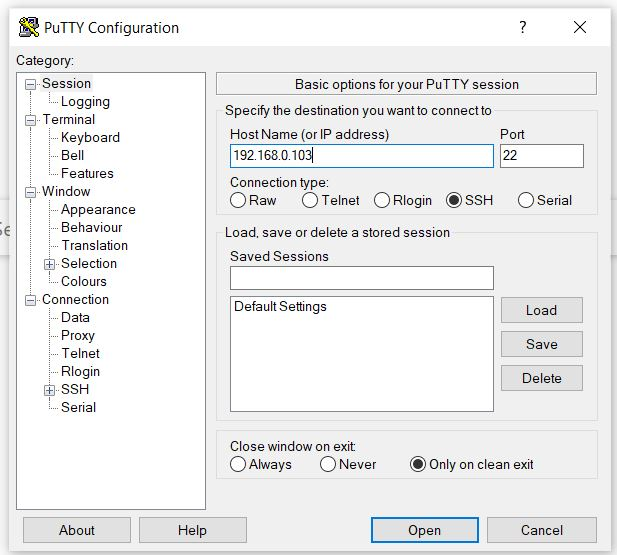 PuTTY Configuration
?
Category:
Session
Logging
Terminal
Keyboard
Bell
Features
Window
Appearance
Behaviour
Translation
Selection
Colours
Connection
Data
Proxy
Telnet
Rlogin
SSH
Serial
Basic options for your PuTTY session
Specify the destination you want to connect to
Host Name (or IP address) Port
192.168.0.103 22
Connection type:
Raw Telnet Rlogin SSH Serial
Load, save or delete a stored session
Saved Sessions
Default Settings
Load
Save
Delete
Close window on exit:
Always Never Only on clean exit
About Help Open Cancel